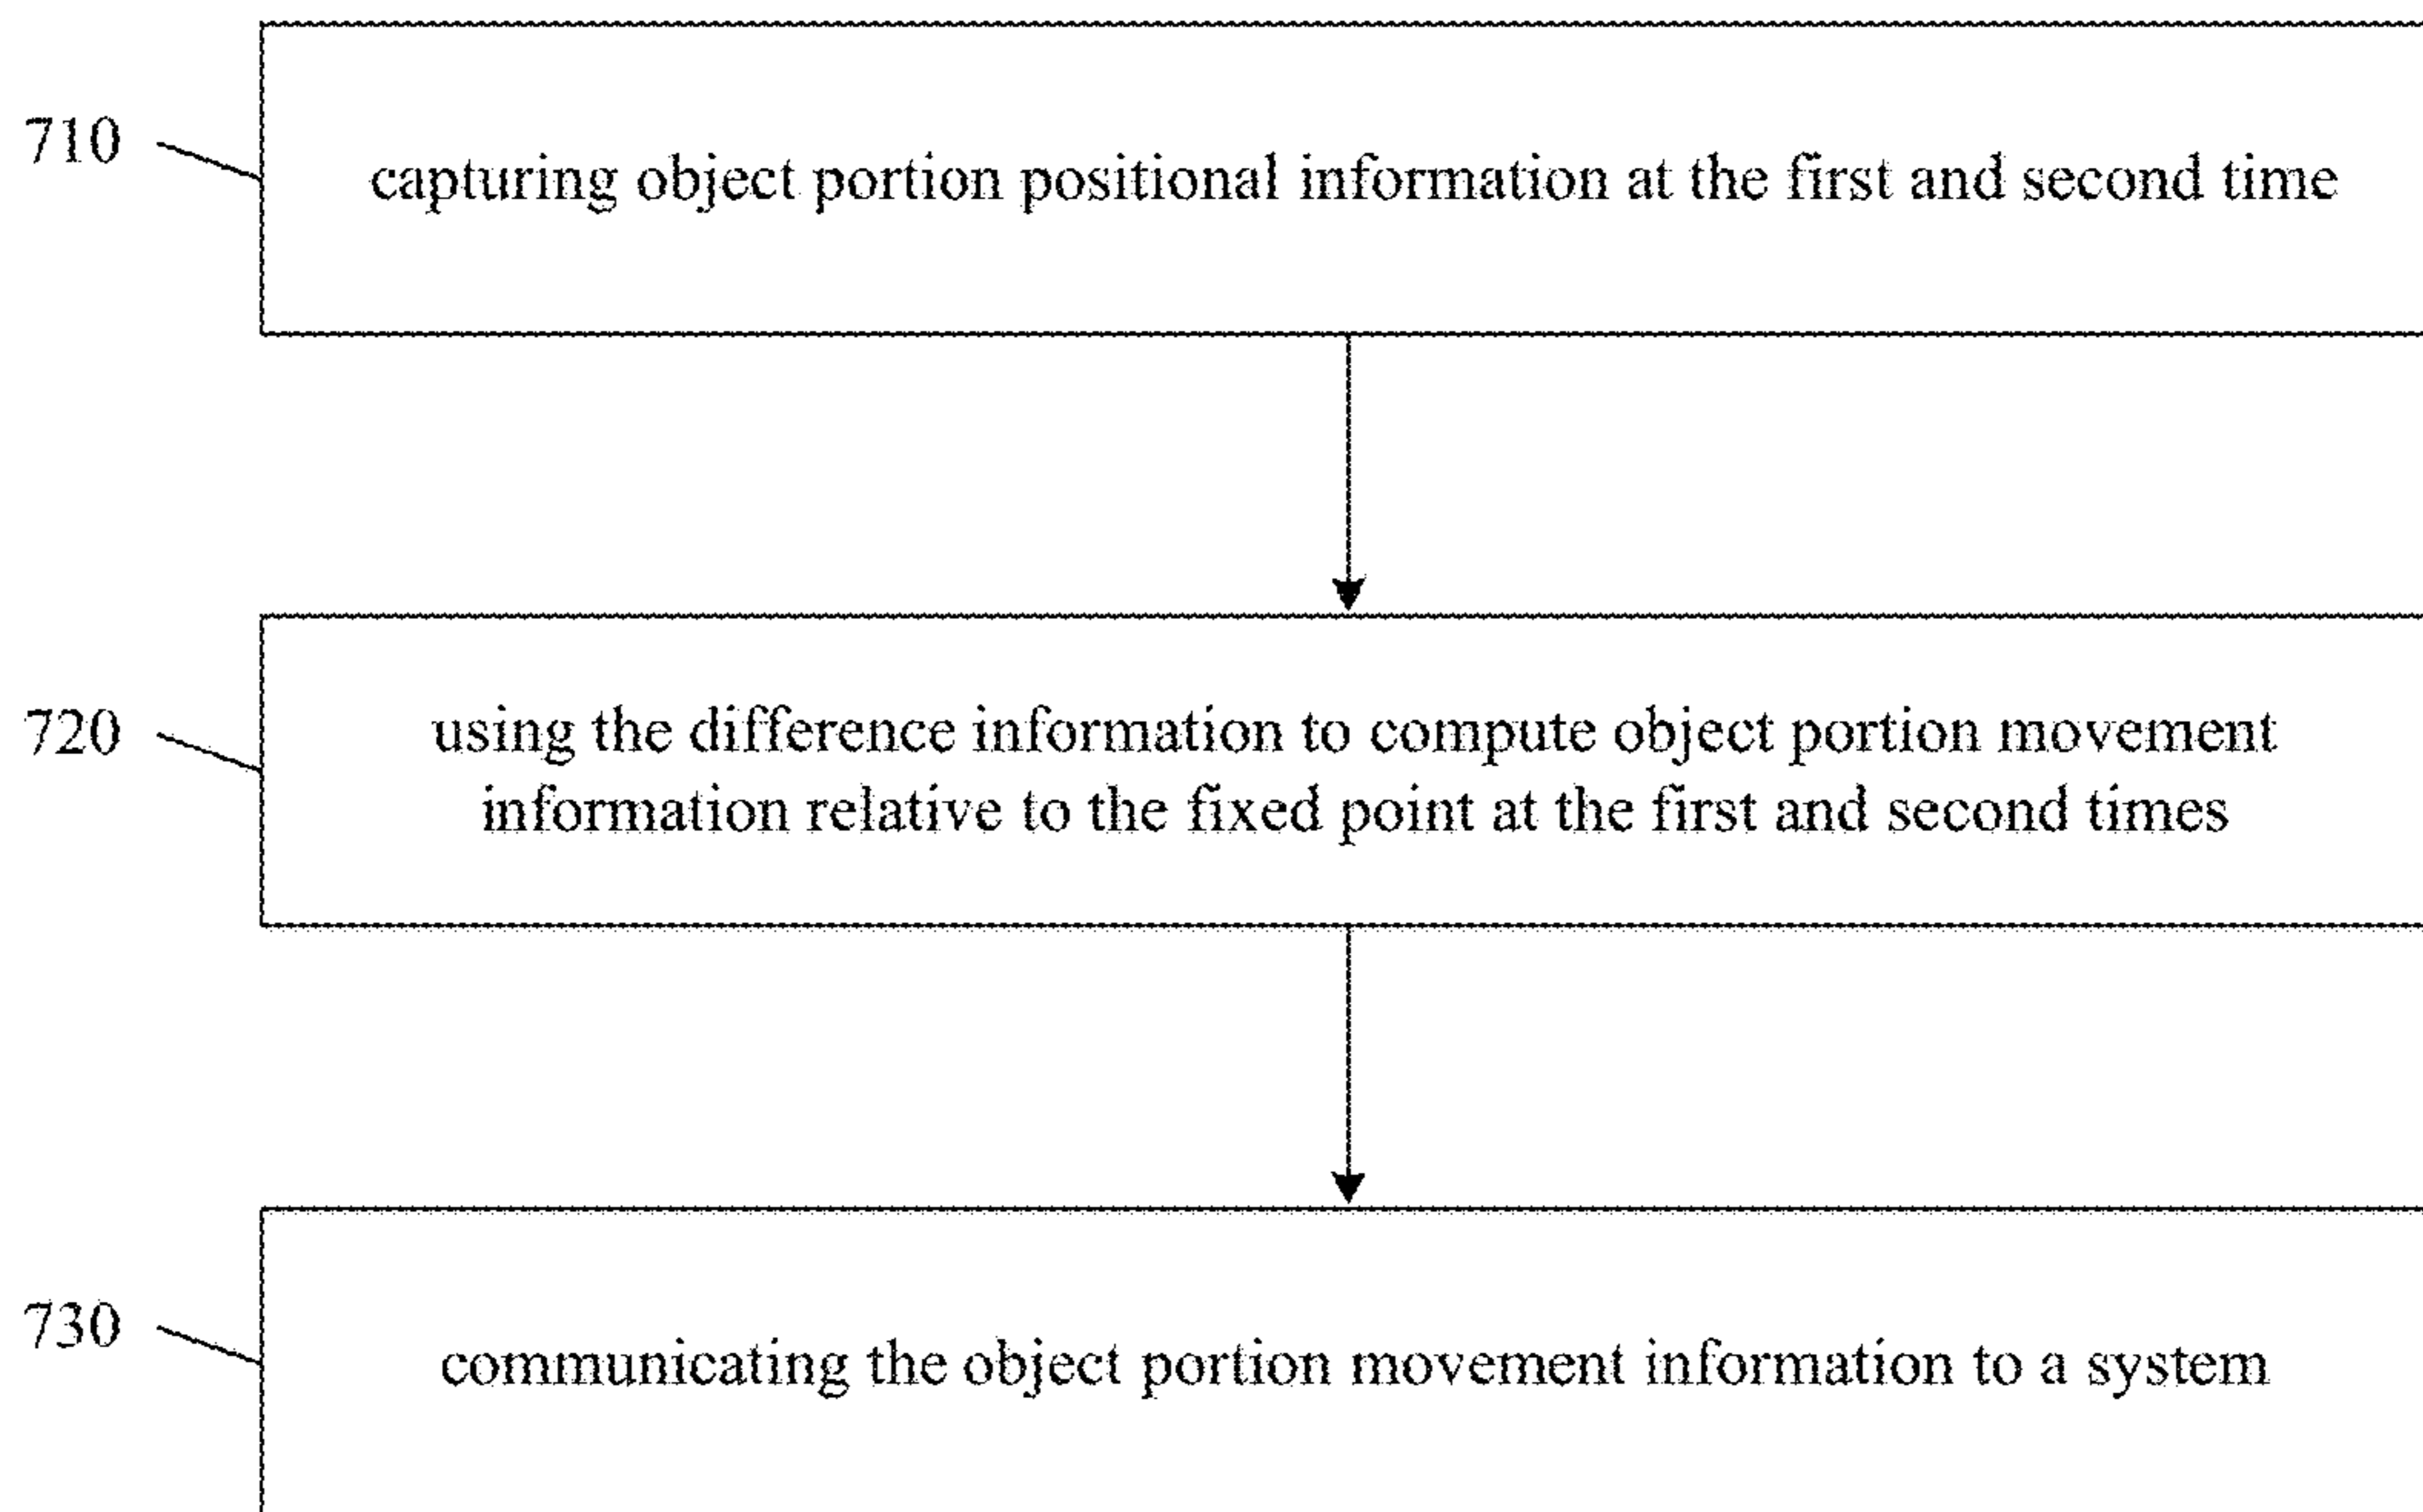 710
capturing object portion positional information at the first and second time
720
using the difference information to compute object portion movement
information relative to the fixed point at the first and second times
730
communicating the object portion movement information to a system